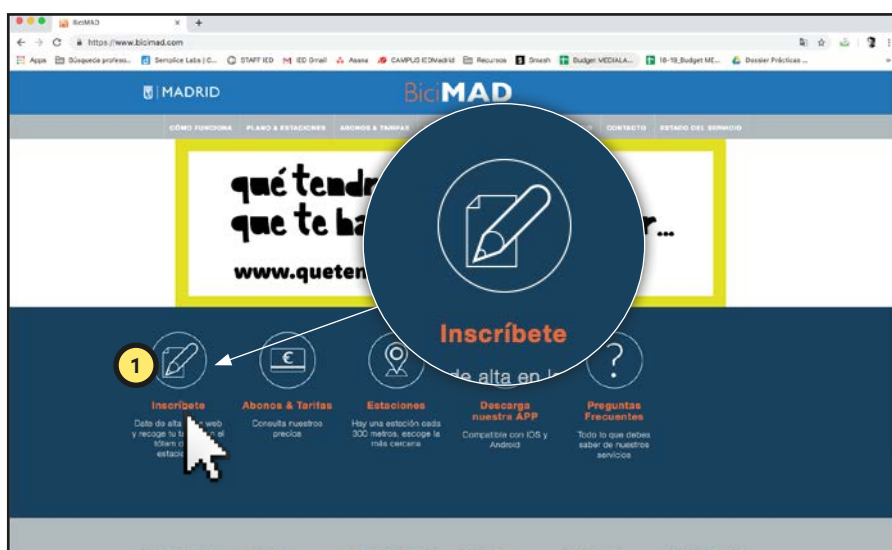 BiciMAD
https://www.bicimad.com
Apps Búsqueda profeso... Semplice Labs | C... STAFF IED IED Gmail Asana CAMPUS IEDMadrid Recursos Smash Budget MEDIALA... 18-19_Budget ME... Dossier Prácticas ...
MADRID
BiciMAD
CÓMO FUNCIONA PLANO & ESTACIONES ABONOS & TARIFAS CONTACTO ESTADO DEL SERVICIO
qué tendr
que te ha r...
www.queten
Inscríbete
de alta en l
1
Inscríbete
Date de alta web
y recoge tu t n el
tótem
estac
Abonos & Tarifas
Consulta nuestros
precios
Estaciones
Hay una estación cada
300 metros, escoge la
más cercana
Descarga
nuestra APP
Compatible con IOS y
Android
Preguntas
Frecuentes
Todo lo que debes
saber de nuestros
servicios